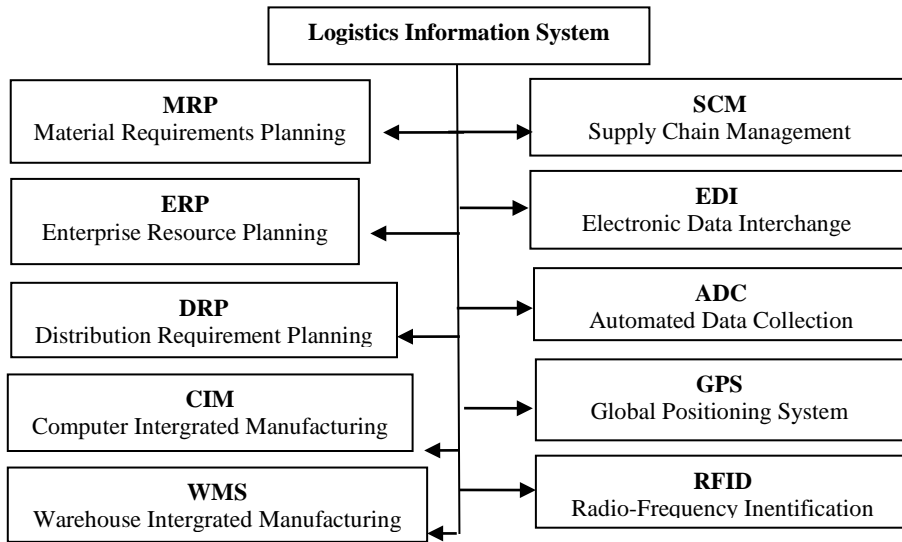 Logistics Information System
MRP
Material Requirements Planning
SCM
Supply Chain Management
ERP
Enterprise Resource Planning
EDI
Electronic Data Interchange
DRP
Distribution Requirement Planning
ADC
Automated Data Collection
CIM
Computer Intergrated Manufacturing
GPS
Global Positioning System
WMS
Warehouse Intergrated Manufacturing
RFID
Radio-Frequency Inentification